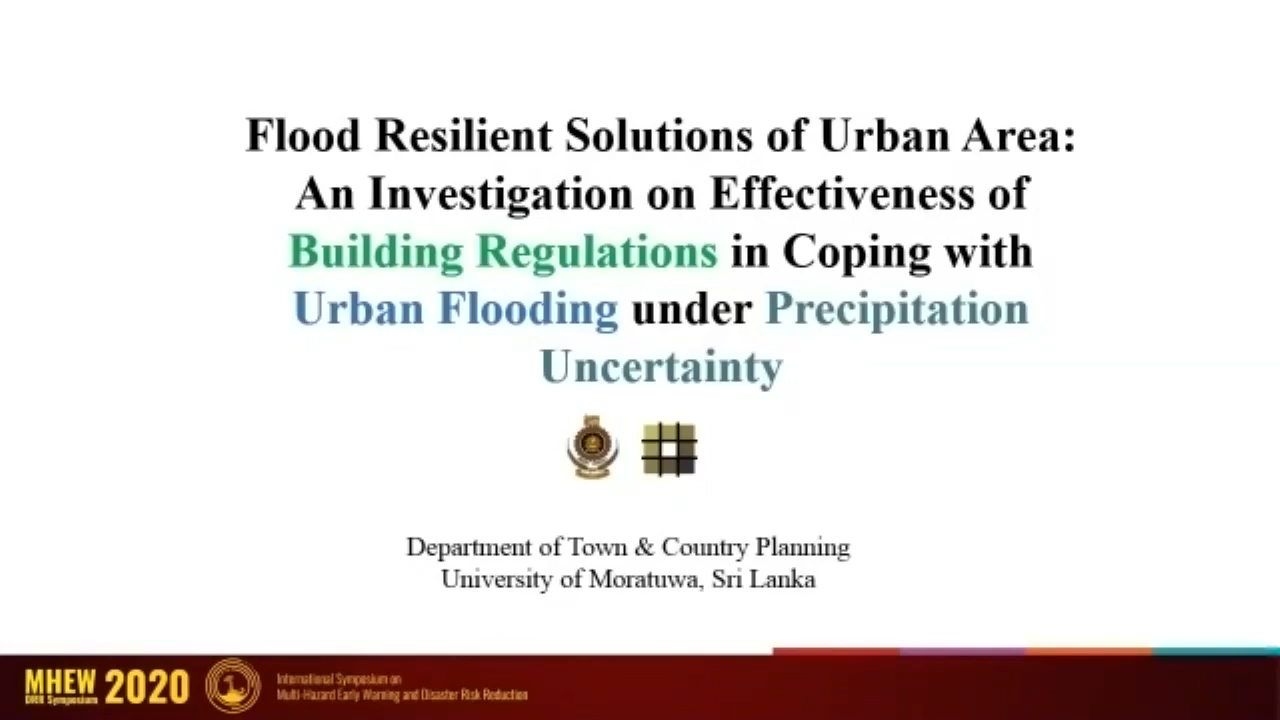 Flood Resilient Solutions of Urban Area:
An Investigation on Effectiveness of
Building Regulations in Coping with
Urban Flooding under Precipitation
Uncertainty
Department of Town & Country Planning
University of Moratuwa, Sri Lanka
MHEW
DRR Symposium
2020
International Symposium on
Multi-Hazard Early Warning and Disaster Risk Reduction